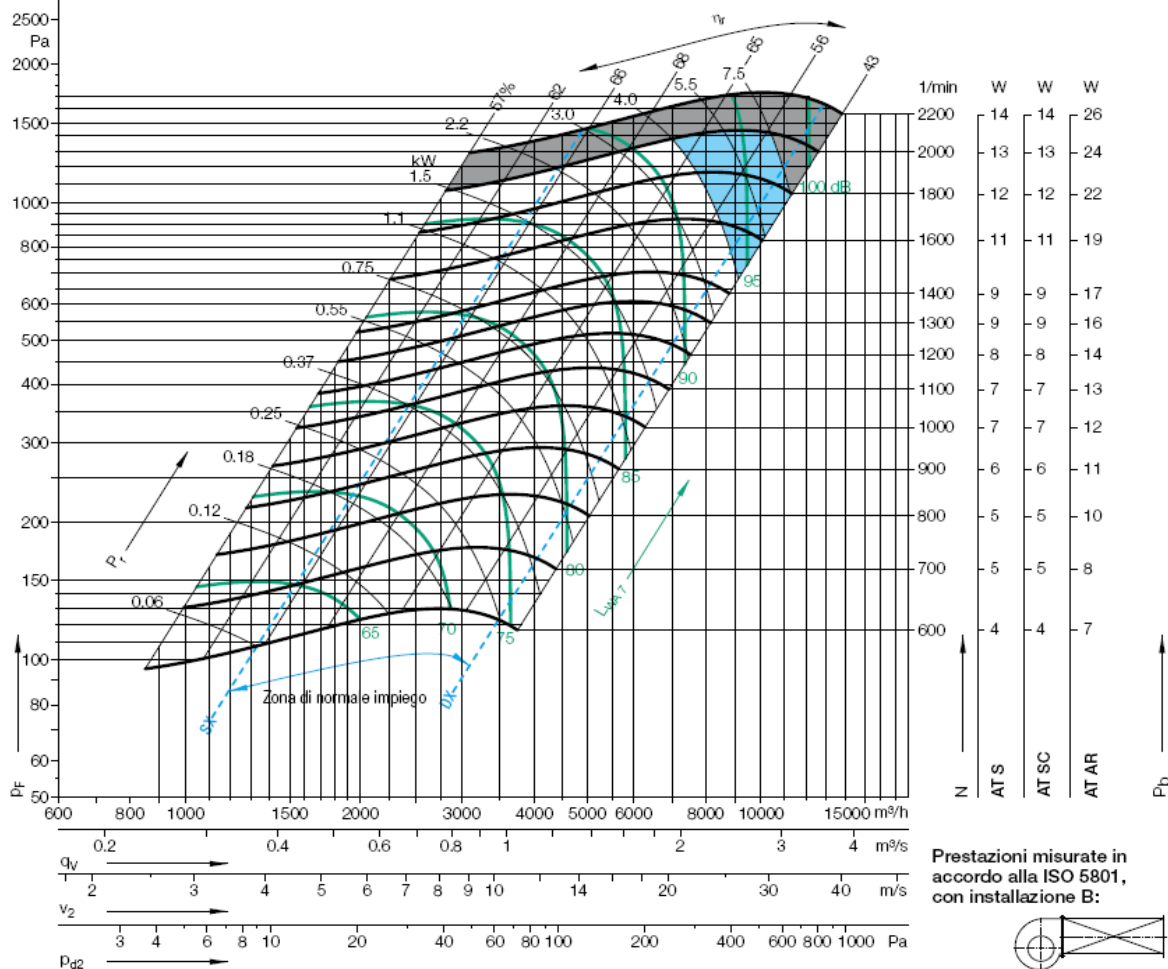 2500
Pa
2000
1500
1000
800
600
500
400
300
200
150
100
80
60
50
pF
Pr
ηr
57%
62
66
68
65
56
43
kW
7.5
5.5
4.0
3.0
2.2
1.5
1.1
0.75
0.55
0.37
0.25
0.18
0.12
0.06
100 dB
95
90
85
80
75
70
65
LWA 7
SX
Zona di normale impiego
DX
1/min W W W
2200 14 14 26
2000 13 13 24
1800 12 12 22
1600 11 11 19
1400 9 9 17
1300 9 9 16
1200 8 8 14
1100 7 7 13
1000 7 7 12
900 6 6 11
800 5 5 10
700 5 5 8
600 4 4 7
N AT S AT SC AT AR Pb
600 1000 2000 3000 4000 5000 6000 8000 10000 15000 m³/h
0.2 0.4 0.6 0.8 1 2 3 4 m³/s
qV
2 3 4 5 6 7 8 9 10 14 20 30 40 m/s
v2
3 4 6 8 10 20 40 60 80 100 200 400 600 800 1000 Pa
pd2
Prestazioni misurate in
accordo alla ISO 5801,
con installazione B: